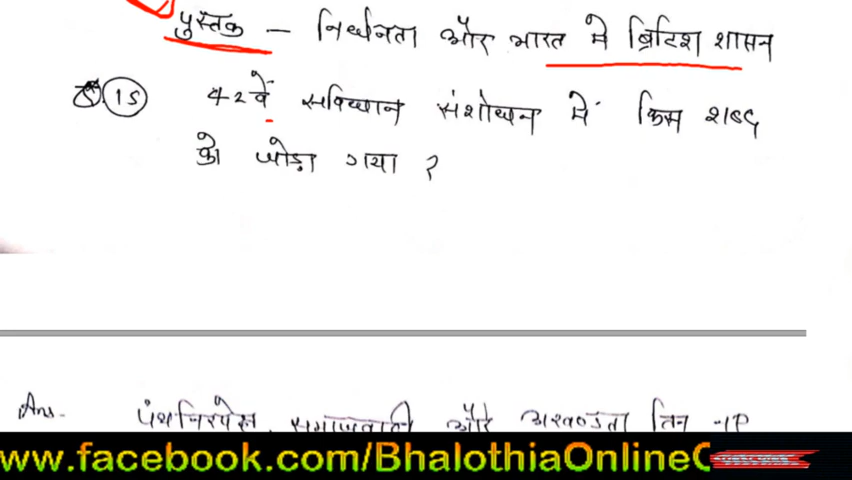 पुस्तक – निर्धनता और भारत में ब्रिटिश शासन
Q. 15 42वें संविधान संशोधन में किस शब्द
को जोड़ा गया ?
Ans. पंथनिरपेक्ष, समाजवादी और अखण्डता तिन
www.facebook.com/BhalothiaOnline